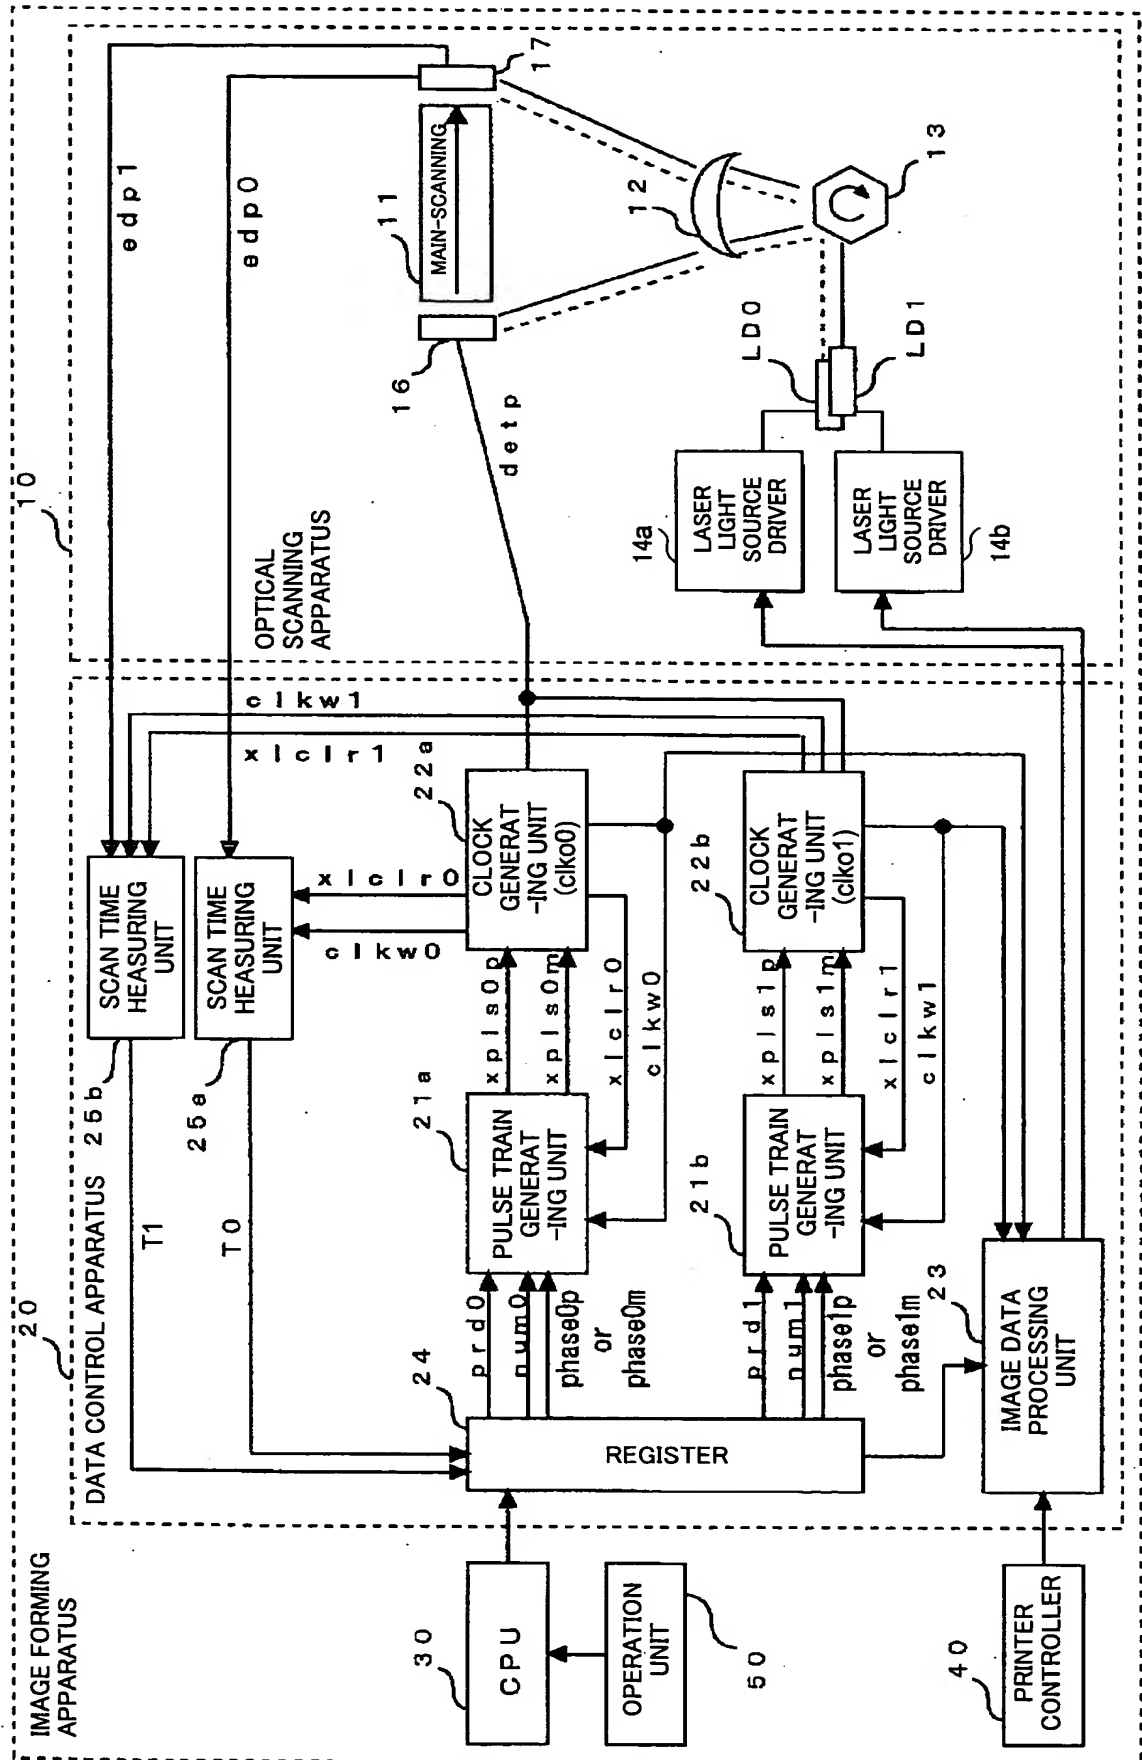 IMAGE FORMING
APPARATUS
20
DATA CONTROL APPARATUS
10
OPTICAL
SCANNING
APPARATUS
30
CPU
OPERATION
UNIT
50
40
PRINTER
CONTROLLER
24
REGISTER
T1
T0
25b
SCAN TIME
HEASURING
UNIT
25a
SCAN TIME
HEASURING
UNIT
clkw1
xlclr1
xlclr0
clkw0
edp1
edp0
prd0
num0
phase0p
or
phase0m
21a
PULSE TRAIN
GENERAT
-ING UNIT
xpls0p
xpls0m
xlclr0
clkw0
22a
CLOCK
GENERAT
-ING UNIT
(clko0)
prd1
num1
phase1p
or
phase1m
21b
PULSE TRAIN
GENERAT
-ING UNIT
xpls1p
xpls1m
xlclr1
clkw1
22b
CLOCK
GENERAT
-ING UNIT
(clko1)
23
IMAGE DATA
PROCESSING
UNIT
detp
16
11
MAIN-SCANNING
17
12
13
LD0
LD1
14a
LASER
LIGHT
SOURCE
DRIVER
LASER
LIGHT
SOURCE
DRIVER
14b